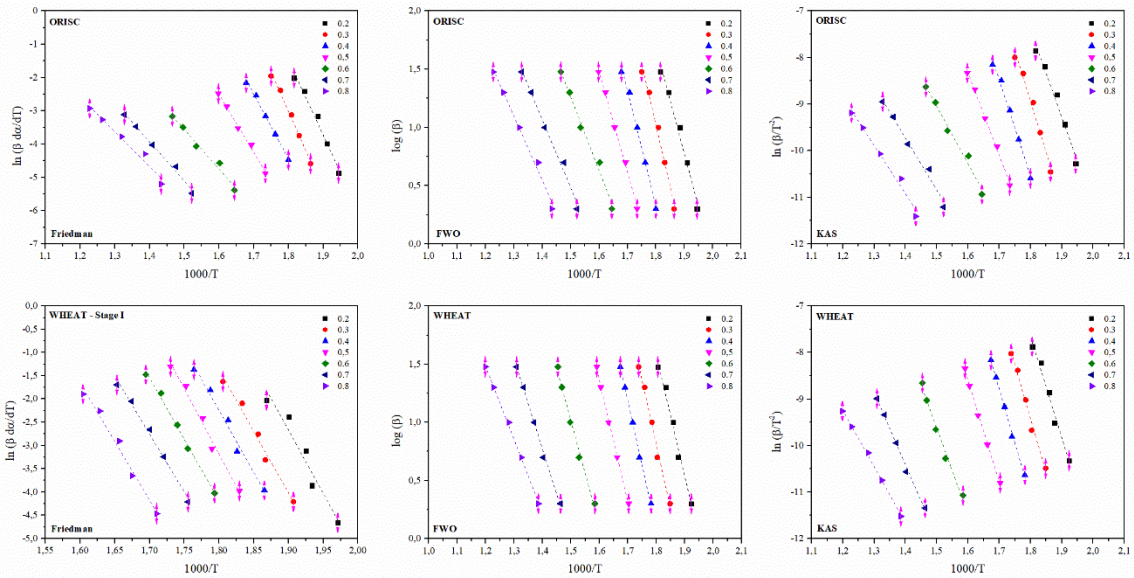 ORISC
0
-1
-2
-3
-4
-5
-6
-7
ln (β dα/dT)
0.2
0.3
0.4
0.5
0.6
0.7
0.8
Friedman
1,1 1,2 1,3 1,4 1,5 1,6 1,7 1,8 1,9 2,0 2,1
1000/T
ORISC
2,0
1,5
1,0
0,5
0,0
log (β)
0.2
0.3
0.4
0.5
0.6
0.7
0.8
FWO
1,1 1,2 1,3 1,4 1,5 1,6 1,7 1,8 1,9 2,0 2,1
1000/T
ORISC
-7
-8
-9
-10
-11
-12
ln (β/T²)
0.2
0.3
0.4
0.5
0.6
0.7
0.8
KAS
1,1 1,2 1,3 1,4 1,5 1,6 1,7 1,8 1,9 2,0 2,1
1000/T
WHEAT - Stage I
0,0
-0,5
-1,0
-1,5
-2,0
-2,5
-3,0
-3,5
-4,0
-4,5
-5,0
ln (β dα/dT)
0.2
0.3
0.4
0.5
0.6
0.7
0.8
Friedman
1,55 1,60 1,65 1,70 1,75 1,80 1,85 1,90 1,95 2,00
1000/T
WHEAT
2,0
1,5
1,0
0,5
0,0
log (β)
0.2
0.3
0.4
0.5
0.6
0.7
0.8
FWO
1,0 1,1 1,2 1,3 1,4 1,5 1,6 1,7 1,8 1,9 2,0 2,1
1000/T
WHEAT
-7
-8
-9
-10
-11
-12
ln (β/T²)
0.2
0.3
0.4
0.5
0.6
0.7
0.8
KAS
1,1 1,2 1,3 1,4 1,5 1,6 1,7 1,8 1,9 2,0 2,1
1000/T